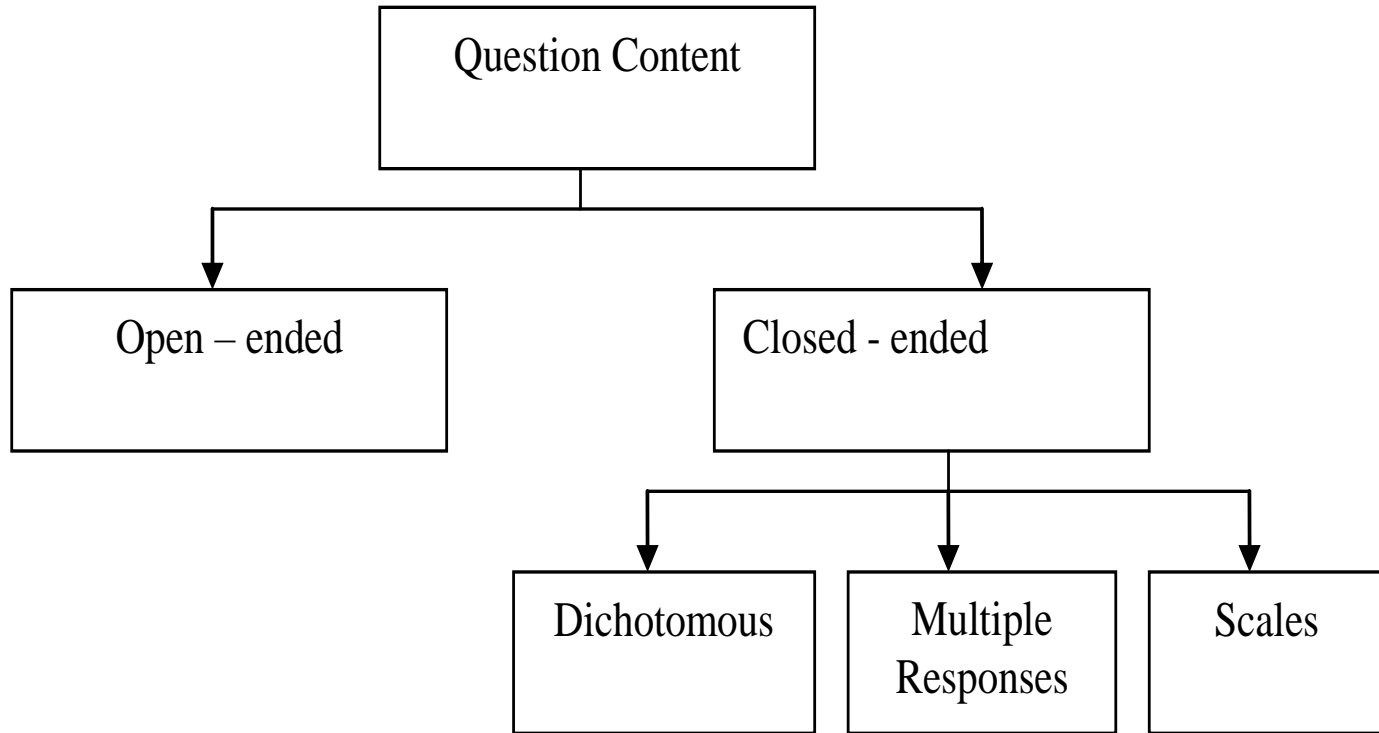 Question Content
Open – ended
Closed - ended
Dichotomous
Multiple
Responses
Scales